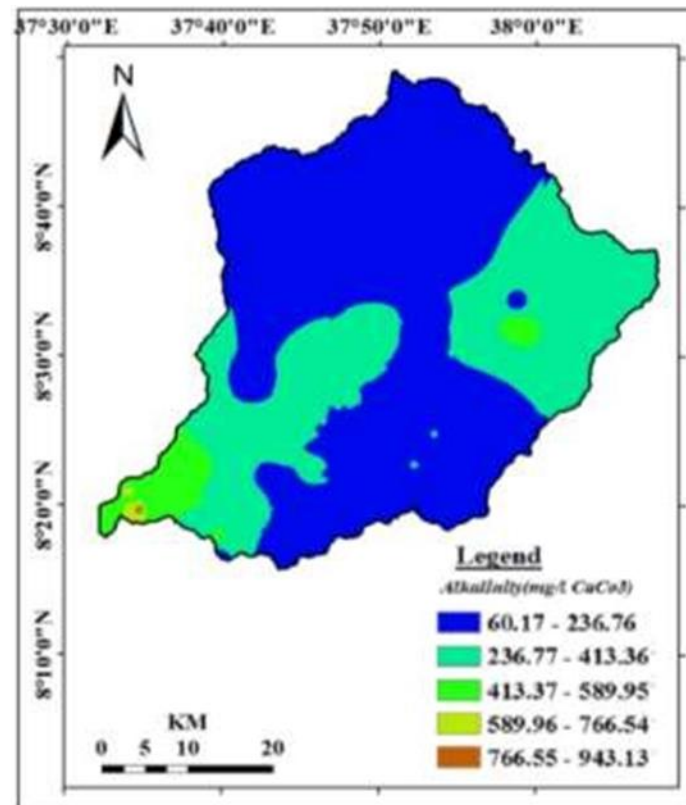 37°30'0"E 37°40'0"E 37°50'0"E 38°0'0"E
N
8°40'0"N
8°30'0"N
8°20'0"N
8°10'0"N
Legend
Alkalinity(mg/l CaCo3)
60.17 - 236.76
236.77 - 413.36
413.37 - 589.95
589.96 - 766.54
766.55 - 943.13
KM
0 5 10 20